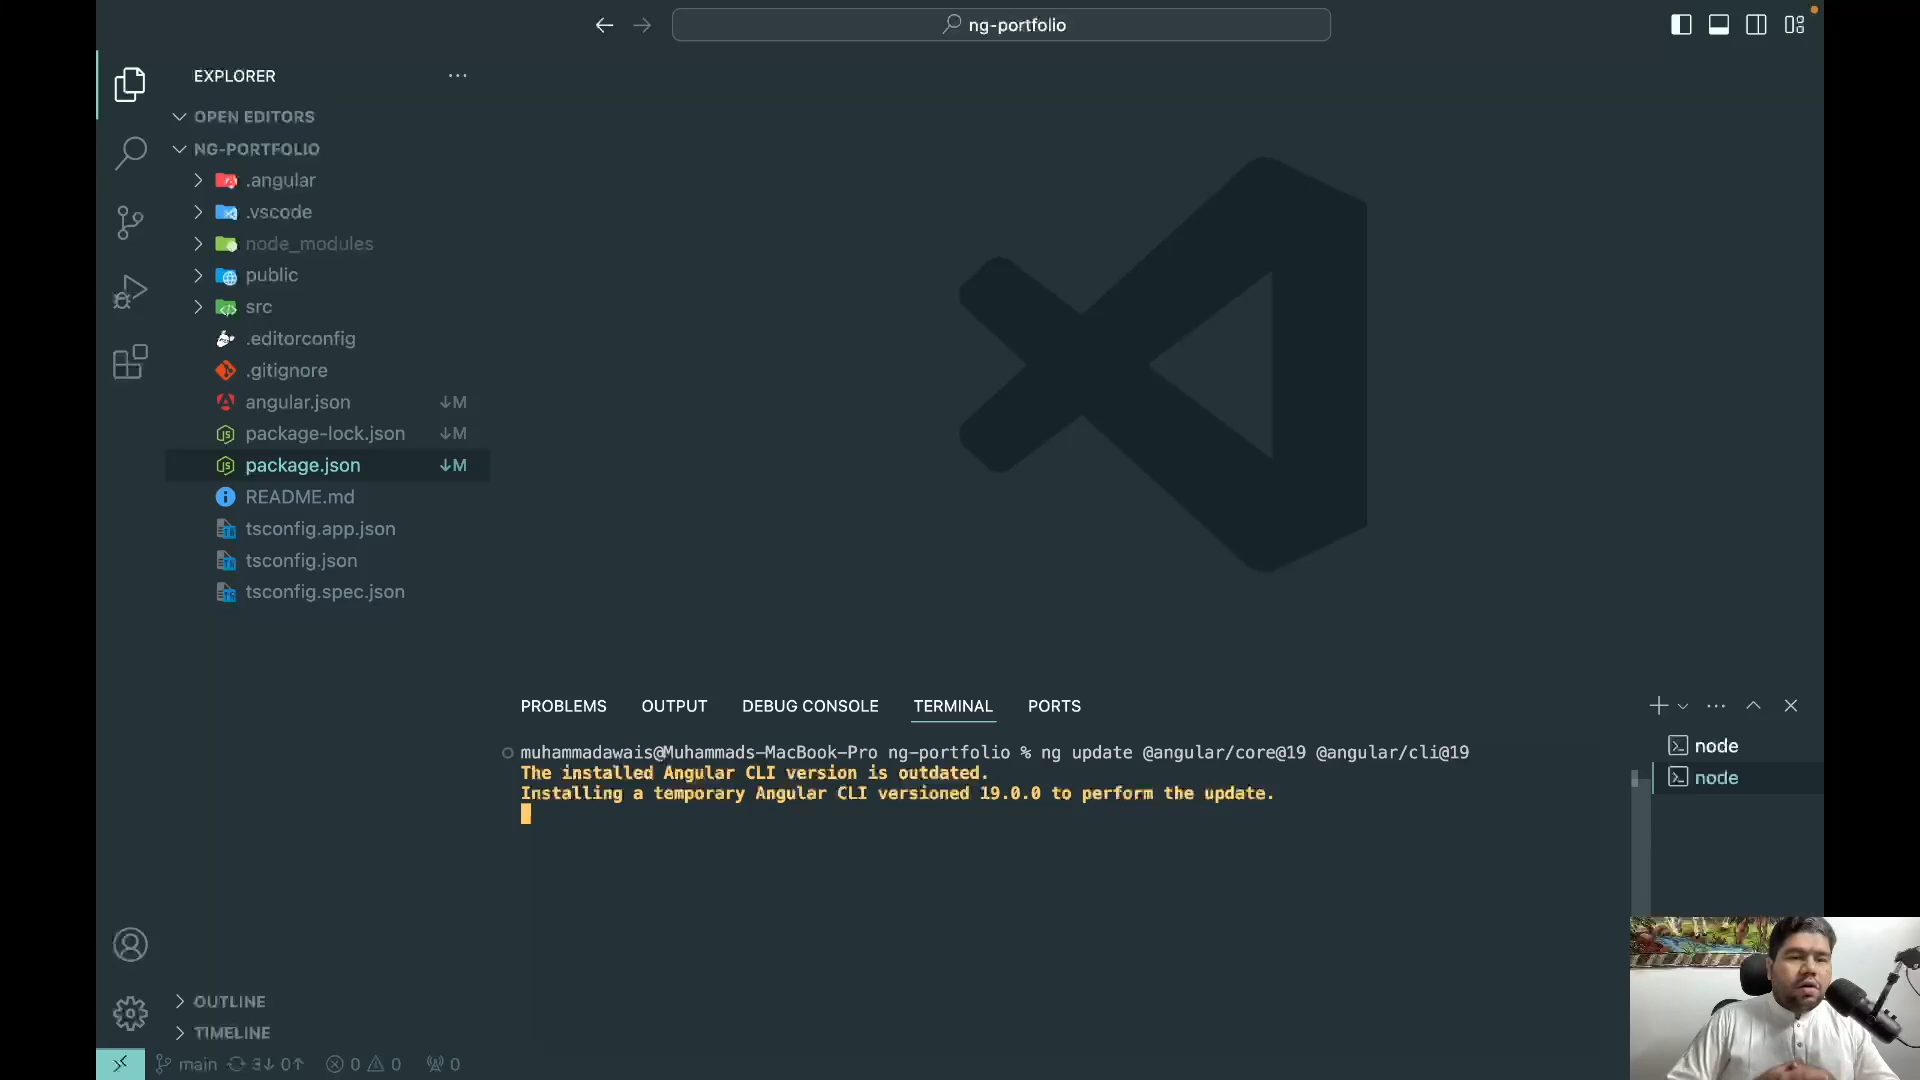 ng-portfolio
EXPLORER
OPEN EDITORS
NG-PORTFOLIO
.angular
.vscode
node_modules
public
src
.editorconfig
.gitignore
angular.json ↓M
package-lock.json ↓M
package.json ↓M
README.md
tsconfig.app.json
tsconfig.json
tsconfig.spec.json
PROBLEMS OUTPUT DEBUG CONSOLE TERMINAL PORTS
muhammadawais@Muhammads-MacBook-Pro ng-portfolio % ng update @angular/core@19 @angular/cli@19
The installed Angular CLI version is outdated.
Installing a temporary Angular CLI versioned 19.0.0 to perform the update.
node
node
OUTLINE
TIMELINE
main 3↓ 0↑ 0 0 0